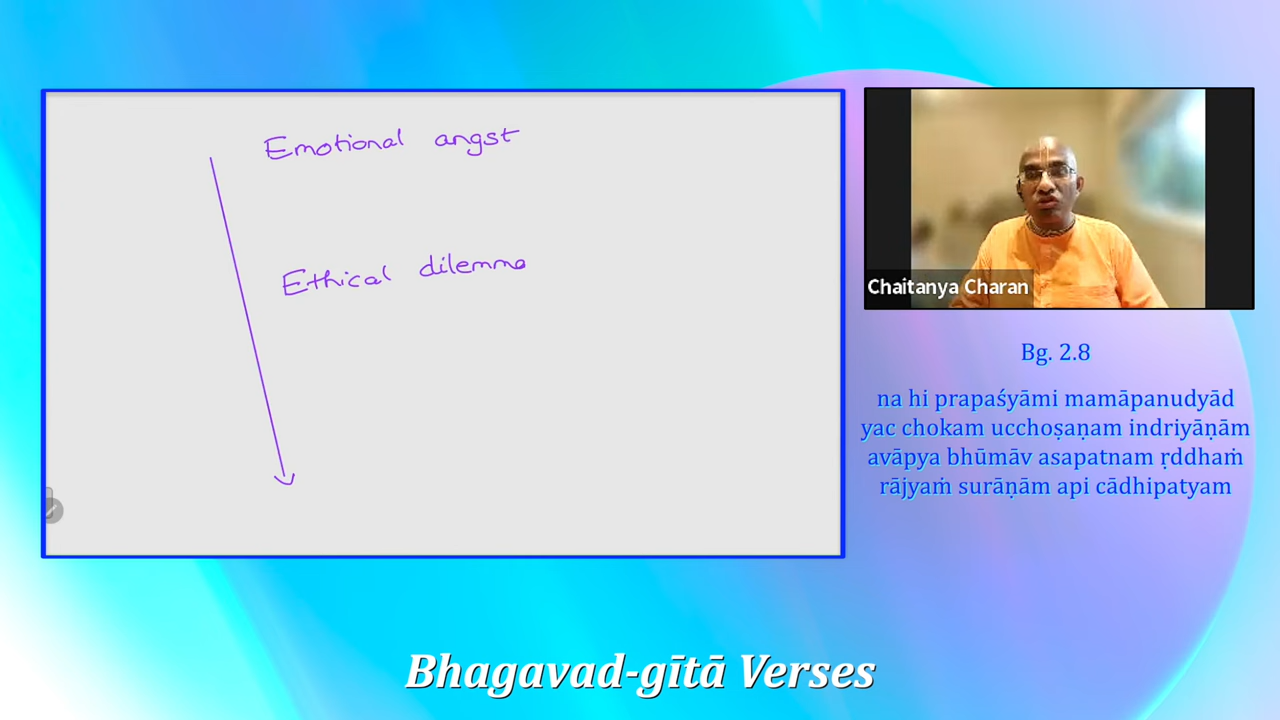 Emotional angst
Ethical dilemma
Chaitanya Charan
Bg. 2.8
na hi prapaśyāmi mamāpanudyād
yac chokam ucchoṣaṇam indriyāṇām
avāpya bhūmāv asapatnam ṛddhaṁ
rājyaṁ surāṇām api cādhipatyam
Bhagavad-gītā Verses